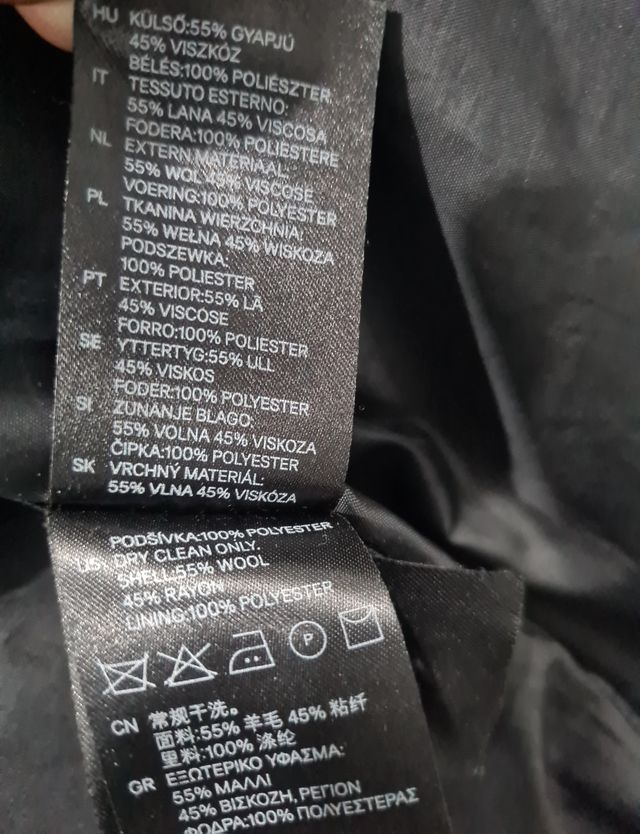 HU KÜLSŐ:55% GYAPJÚ
45% VISZKÓZ
BÉLÉS:100% POLIÉSZTER
IT TESSUTO ESTERNO:
55% LANA 45% VISCOSA
FODERA:100% POLIESTERE
NL EXTERN MATERIAAL:
55% WOL 45% VISCOSE
VOERING:100% POLYESTER
PL TKANINA WIERZCHNIA:
55% WEŁNA 45% WISKOZA
PODSZEWKA:
100% POLIESTER
PT EXTERIOR:55% LÃ
45% VISCOSE
FORRO:100% POLIESTER
SE YTTERTYG:55% ULL
45% VISKOS
FODER:100% POLYESTER
SI ZUNANJE BLAGO:
55% VOLNA 45% VISKOZA
ČIPKA:100% POLYESTER
SK VRCHNÝ MATERIÁL:
55% VLNA 45% VISKÓZA
PODŠÍVKA:100% POLYESTER
US DRY CLEAN ONLY.
SHELL:55% WOOL
45% RAYON
LINING:100% POLYESTER
P
CN 常规干洗。
面料:55% 羊毛 45% 粘纤
里料:100% 涤纶
GR ΕΞΩΤΕΡΙΚΟ ΥΦΑΣΜΑ:
55% ΜΑΛΛΙ
45% ΒΙΣΚΟΖΗ, ΡΕΓΙΟΝ
ΦΟΔΡΑ:100% ΠΟΛΥΕΣΤΕΡΑΣ